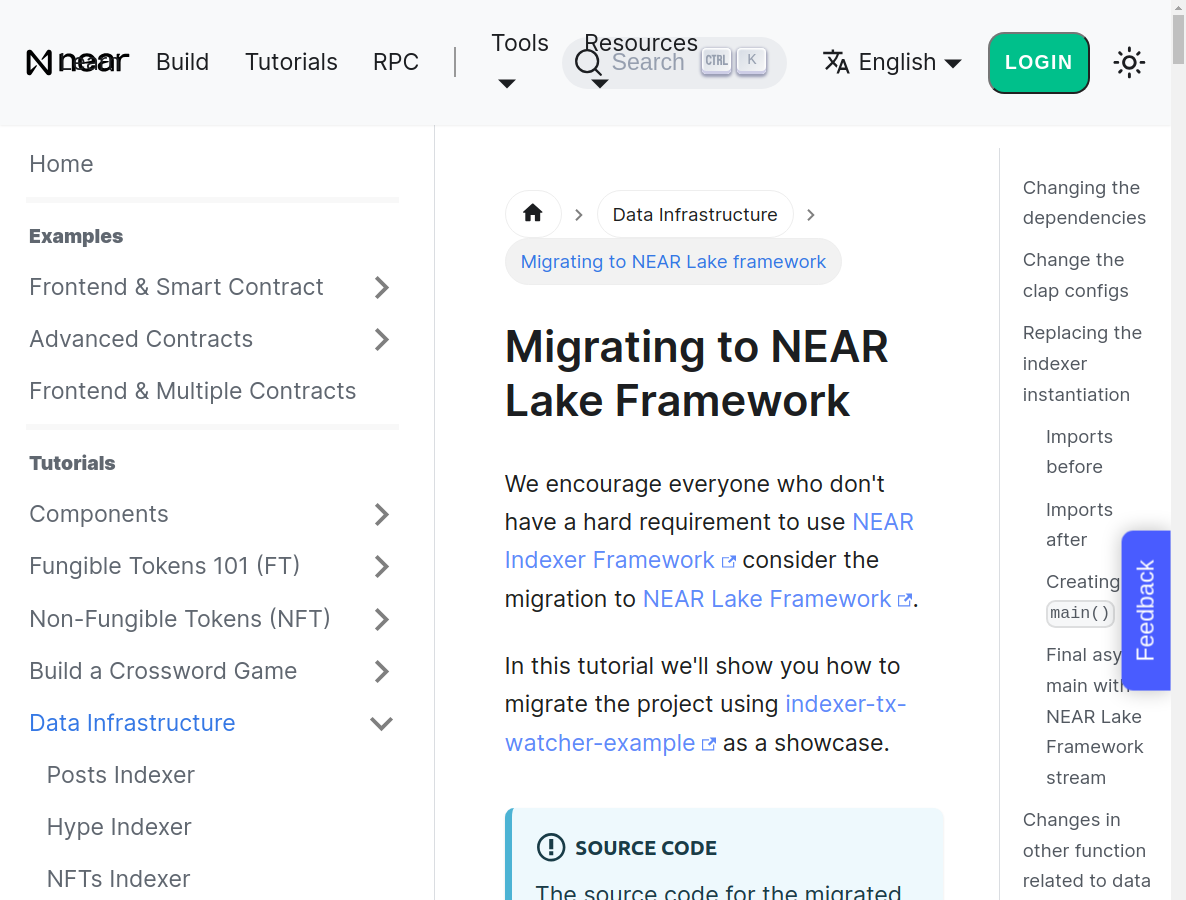 near
Learn
Build
Tutorials
RPC
Tools
Resources
Search
CTRL
K
English
LOGIN
Home
Examples
Frontend & Smart Contract
Advanced Contracts
Frontend & Multiple Contracts
Tutorials
Components
Fungible Tokens 101 (FT)
Non-Fungible Tokens (NFT)
Build a Crossword Game
Data Infrastructure
Posts Indexer
Hype Indexer
NFTs Indexer
Data Infrastructure
Migrating to NEAR Lake framework
Migrating to NEAR
Lake Framework
We encourage everyone who don't
have a hard requirement to use NEAR
Indexer Framework consider the
migration to NEAR Lake Framework.
In this tutorial we'll show you how to
migrate the project using indexer-tx-
watcher-example as a showcase.
SOURCE CODE
The source code for the migrated
Changing the
dependencies
Change the
clap configs
Replacing the
indexer
instantiation
Imports
before
Imports
after
Creating
main()
Final asy
main with
NEAR Lake
Framework
stream
Changes in
other function
related to data
Feedback